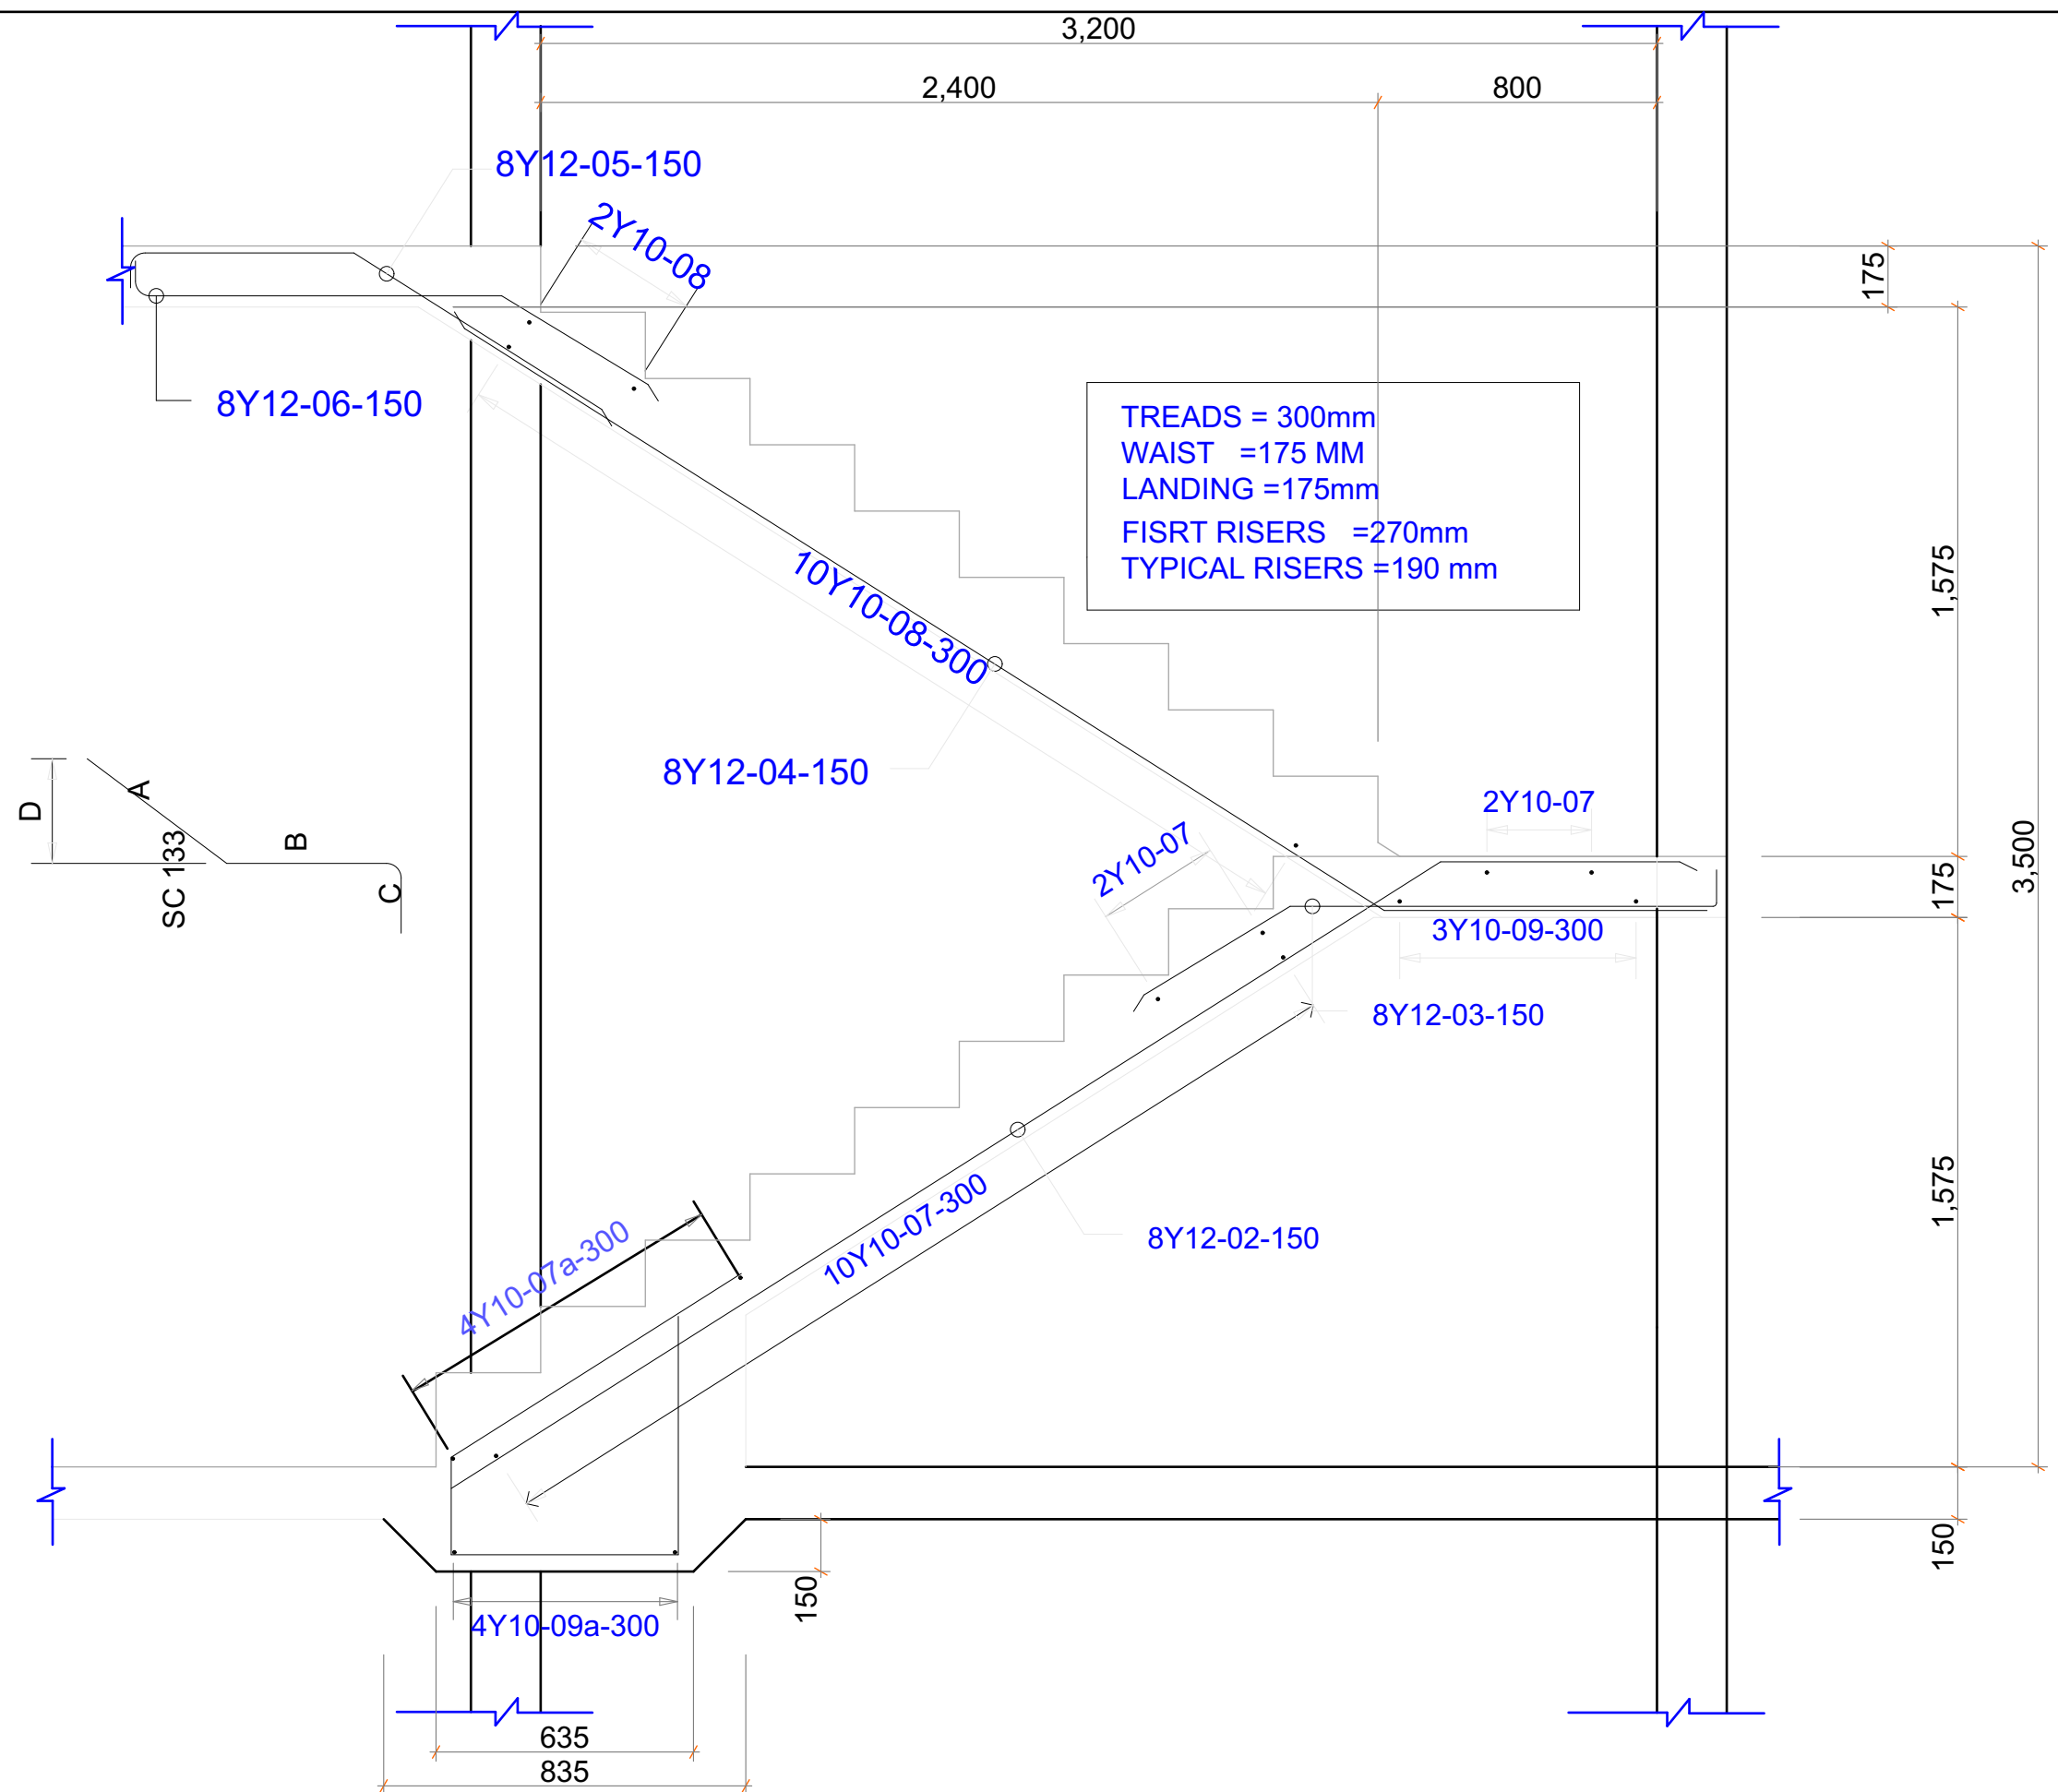 3,200
2,400
800
8Y12-05-150
2Y10-08
175
8Y12-06-150
TREADS = 300mm
WAIST =175 MM
LANDING =175mm
FISRT RISERS =270mm
TYPICAL RISERS =190 mm
1,575
10Y10-08-300
8Y12-04-150
2Y10-07
2Y10-07
D
A
B
C
SC 133
3,500
175
3Y10-09-300
8Y12-03-150
1,575
10Y10-07-300
8Y12-02-150
4Y10-07a-300
150
150
4Y10-09a-300
635
835